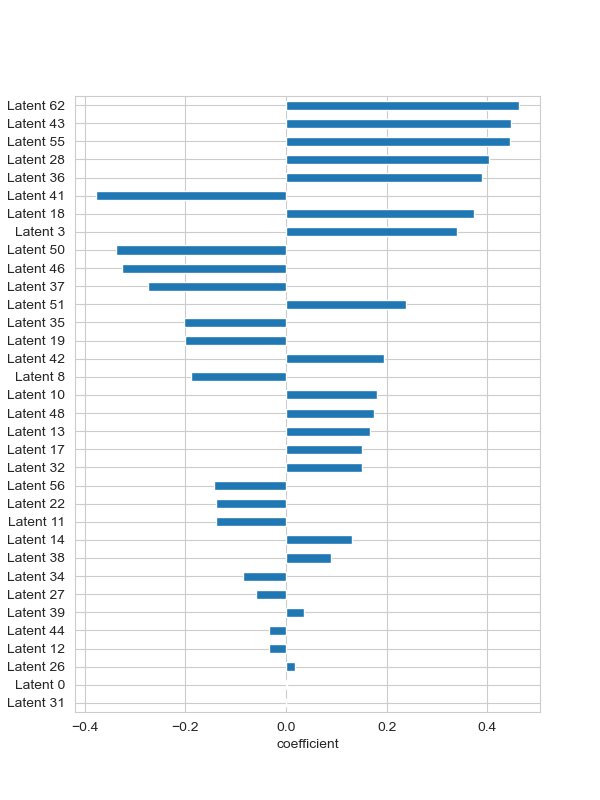 Latent 62
Latent 43
Latent 55
Latent 28
Latent 36
Latent 41
Latent 18
Latent 3
Latent 50
Latent 46
Latent 37
Latent 51
Latent 35
Latent 19
Latent 42
Latent 8
Latent 10
Latent 48
Latent 13
Latent 17
Latent 32
Latent 56
Latent 22
Latent 11
Latent 14
Latent 38
Latent 34
Latent 27
Latent 39
Latent 44
Latent 12
Latent 26
Latent 0
Latent 31
−0.4 −0.2 0.0 0.2 0.4
coefficient